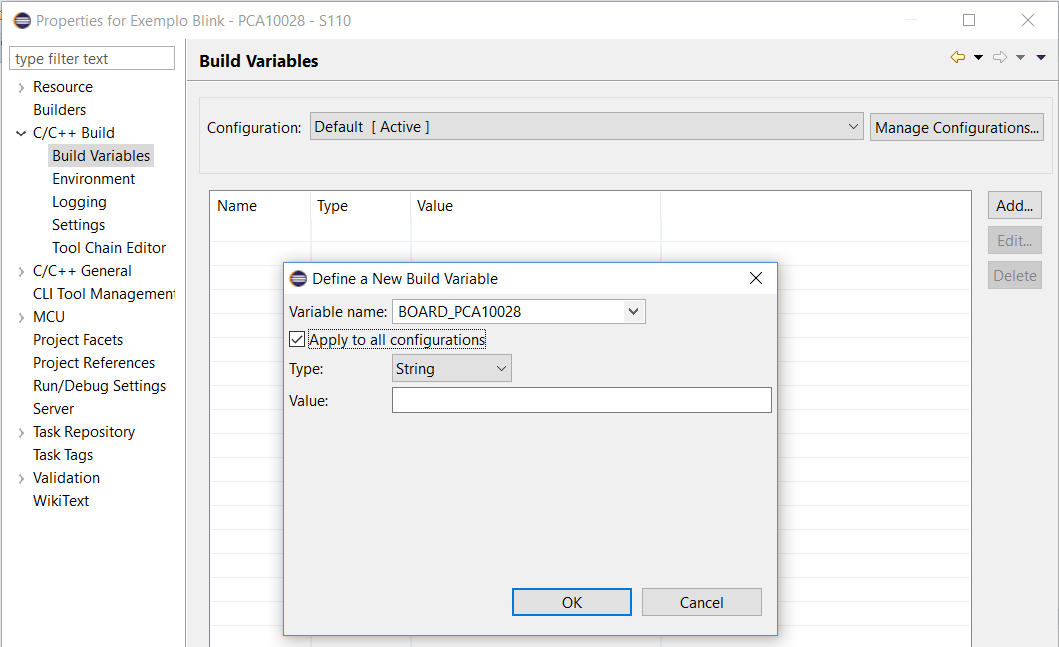 Properties for Exemplo Blink - PCA10028 - S110
type filter text
Build Variables
Resource
Builders
C/C++ Build
Build Variables
Environment
Logging
Settings
Tool Chain Editor
C/C++ General
CLI Tool Management
MCU
Project Facets
Project References
Run/Debug Settings
Server
Task Repository
Task Tags
Validation
WikiText
Configuration: Default [ Active ] Manage Configurations...
Name Type Value
Add...
Edit...
Delete
Define a New Build Variable
Variable name: BOARD_PCA10028
Apply to all configurations
Type: String
Value:
OK Cancel